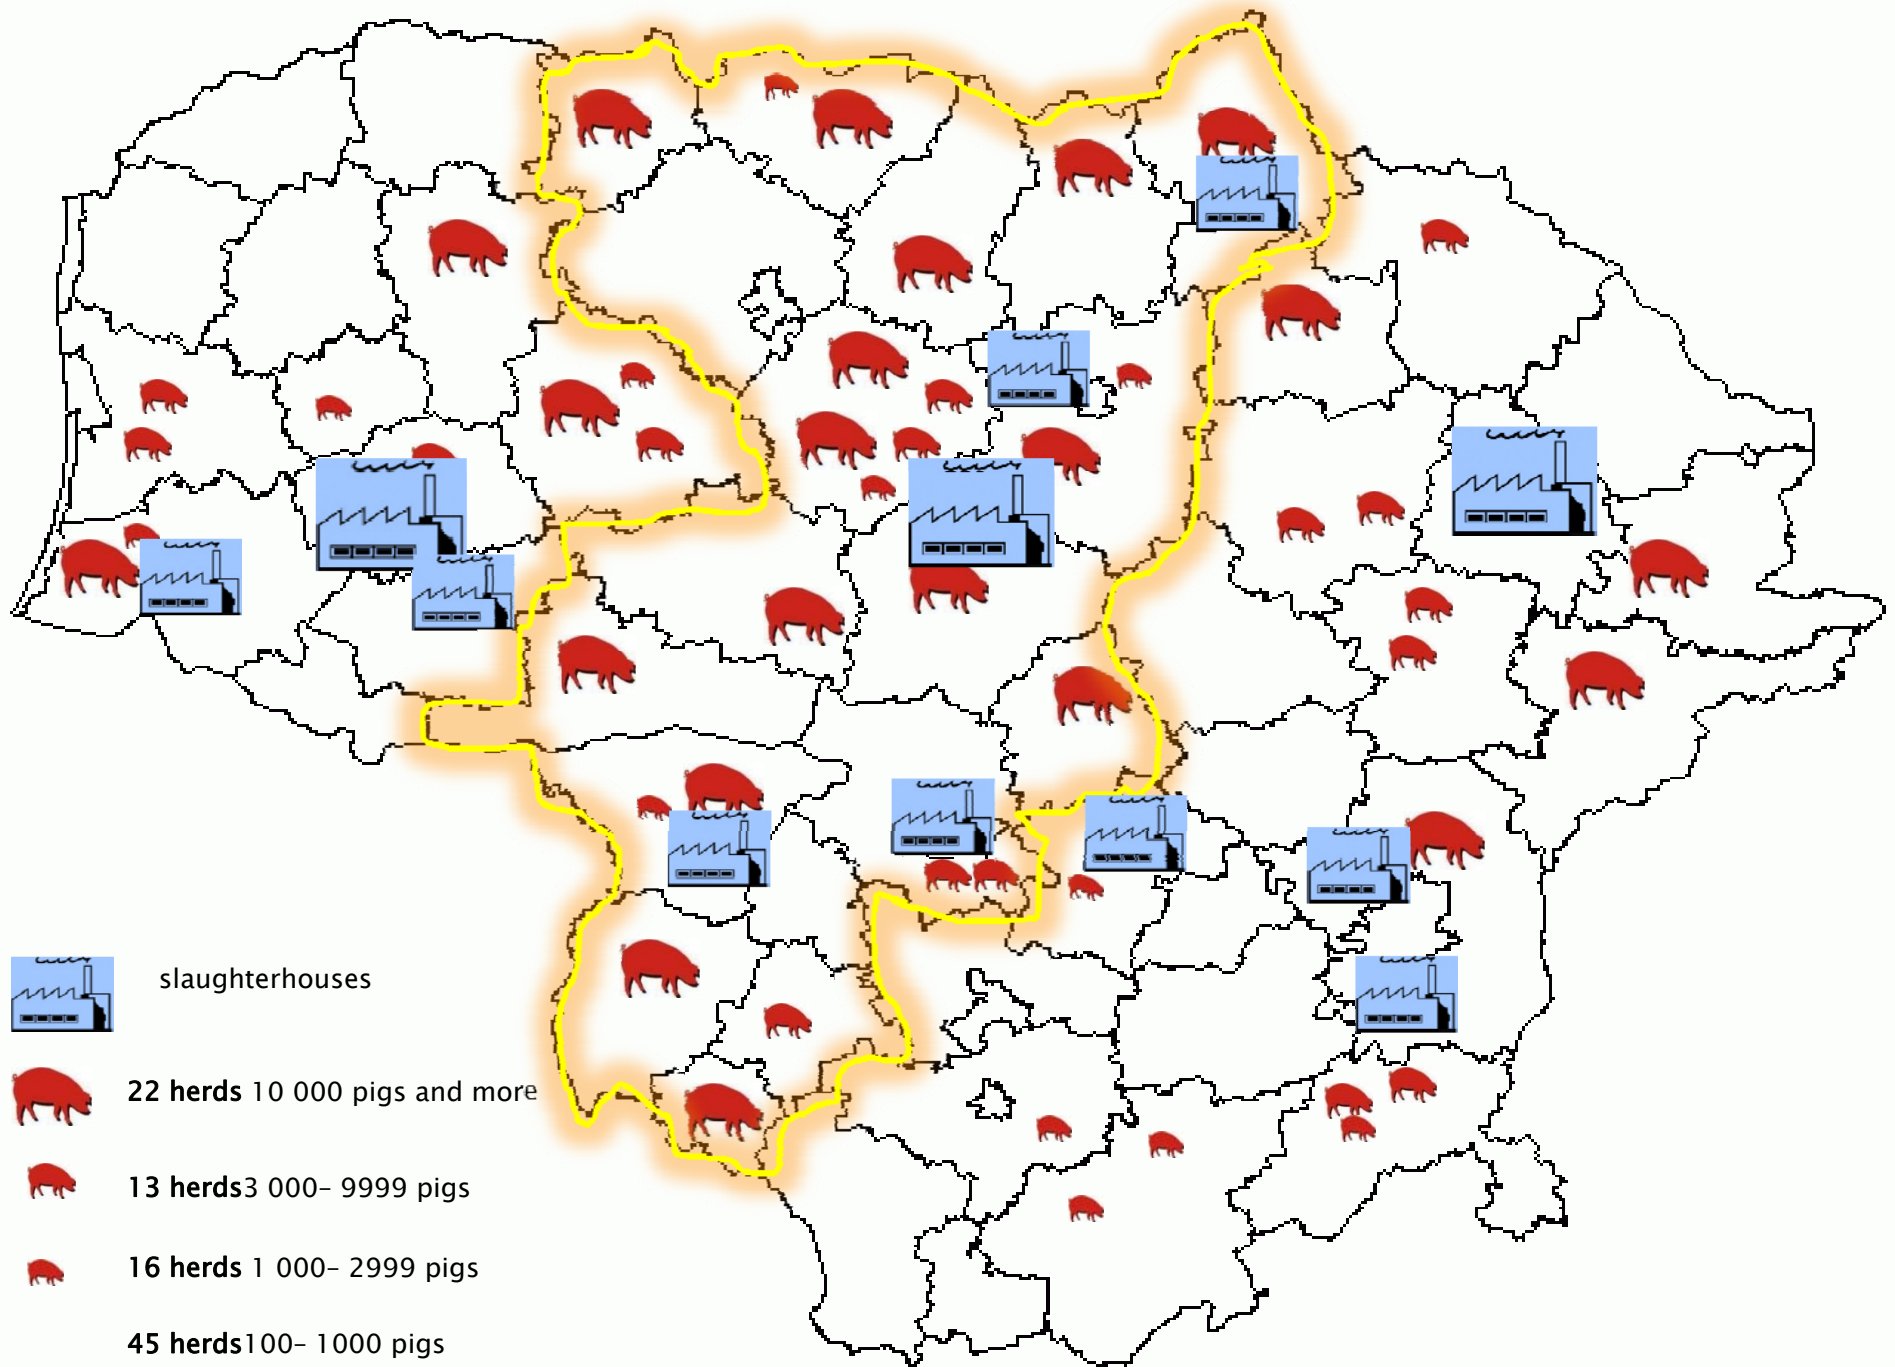 slaughterhouses
22 herds 10 000 pigs and more
13 herds3 000– 9999 pigs
16 herds 1 000– 2999 pigs
45 herds100– 1000 pigs